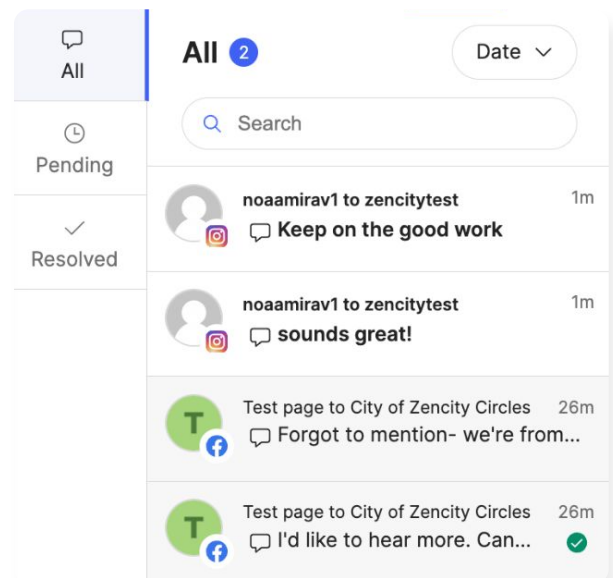 All
Pending
Resolved
All 2
Date
Search
noaamirav1 to zencitytest 1m
Keep on the good work
noaamirav1 to zencitytest 1m
sounds great!
T
Test page to City of Zencity Circles 26m
Forgot to mention- we're from...
T
Test page to City of Zencity Circles 26m
I'd like to hear more. Can...